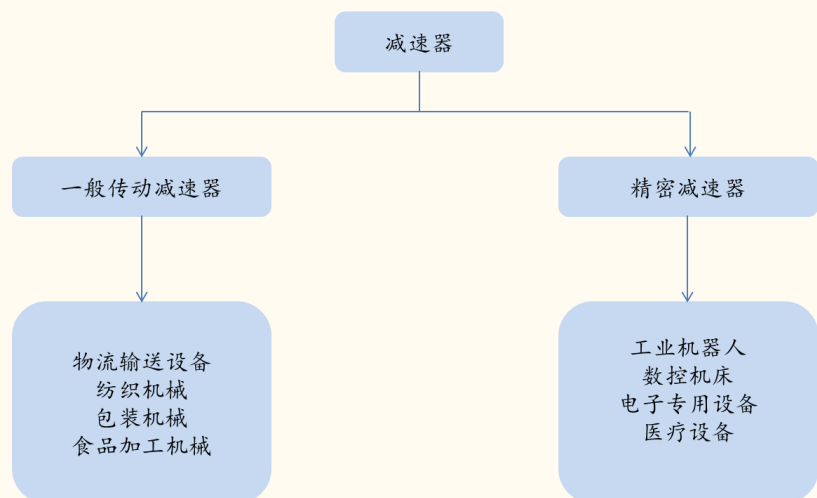 减速器
一般传动减速器
精密减速器
物流输送设备
纺织机械
包装机械
食品加工机械
工业机器人
数控机床
电子专用设备
医疗设备